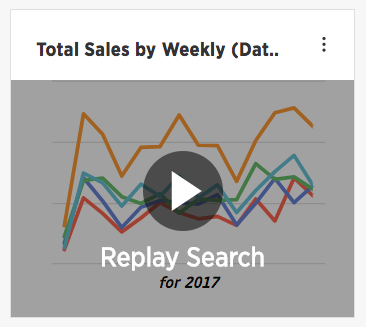 Total Sales by Weekly (Dat..
Replay Search
for 2017